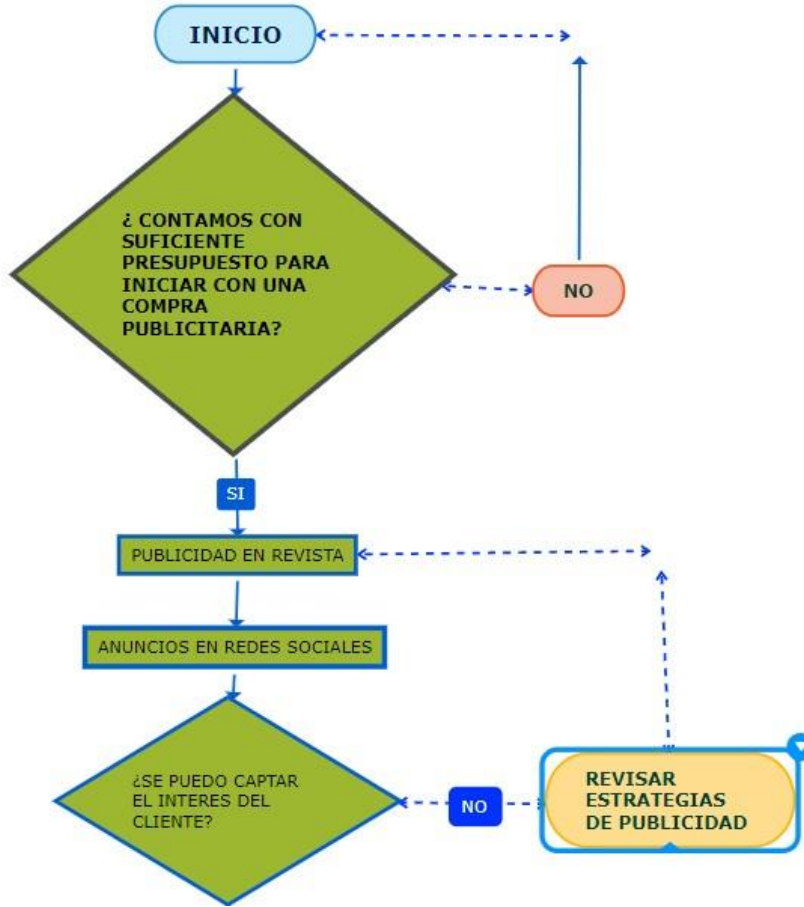 INICIO
¿ CONTAMOS CON
SUFICIENTE
PRESUPUESTO PARA
INICIAR CON UNA
COMPRA
PUBLICITARIA?
NO
SI
PUBLICIDAD EN REVISTA
ANUNCIOS EN REDES SOCIALES
¿SE PUEDO CAPTAR
EL INTERES DEL
CLIENTE?
NO
REVISAR
ESTRATEGIAS
DE PUBLICIDAD